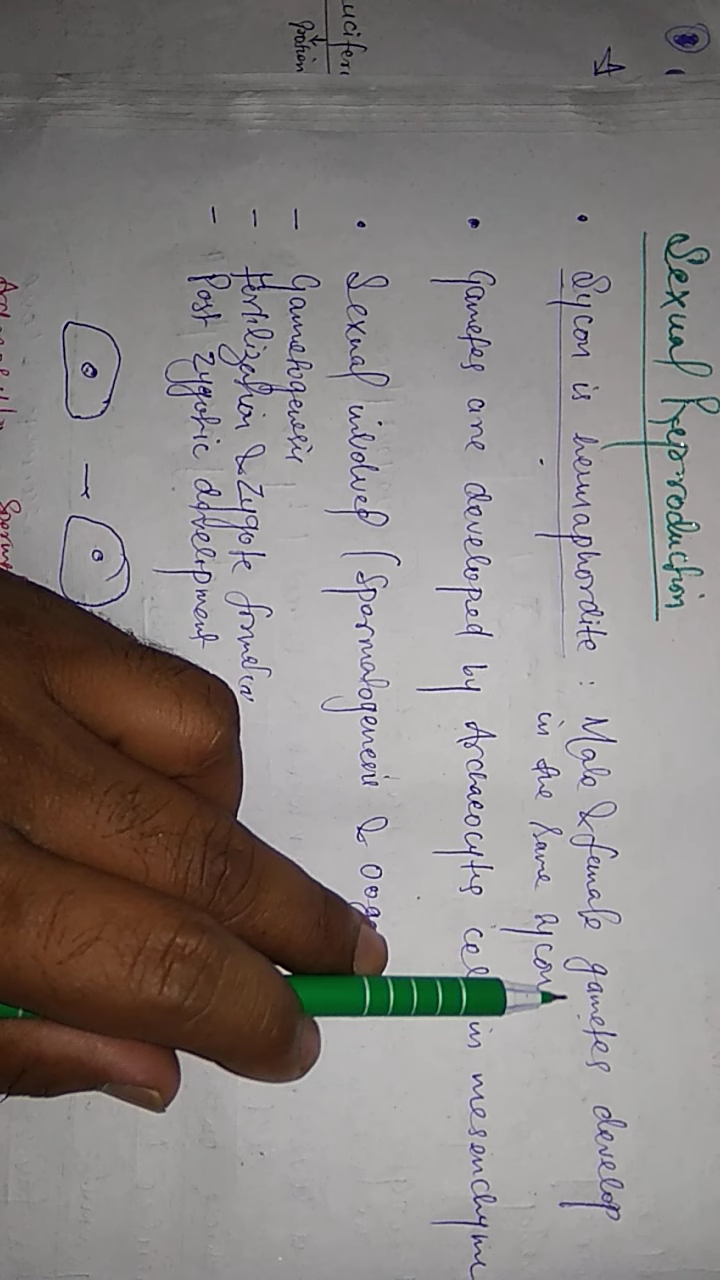 Sexual Reproduction
• Sycon is hemaphordite : Male & female gametes develop
in the same sycon
• Gametes are developed by Archaeocytes cel in mesenchyme
• Sexual involved (Spermatogenesis & oog
– Gametogenesis
– Fertilization & Zygote formation
– Post Zygotic development